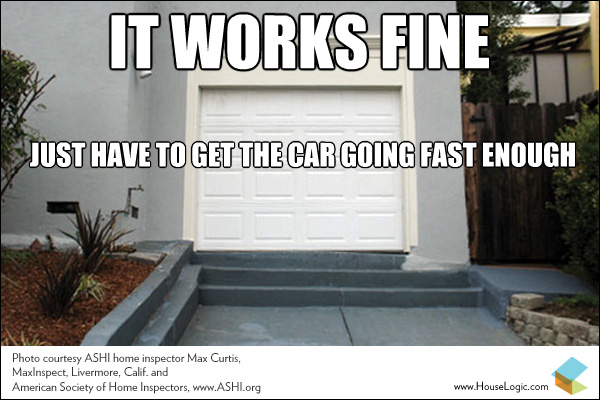 IT WORKS FINE
JUST HAVE TO GET THE CAR GOING FAST ENOUGH
Photo courtesy ASHI home inspector Max Curtis,
MaxInspect, Livermore, Calif. and
American Society of Home Inspectors, www.ASHI.org
www.HouseLogic.com